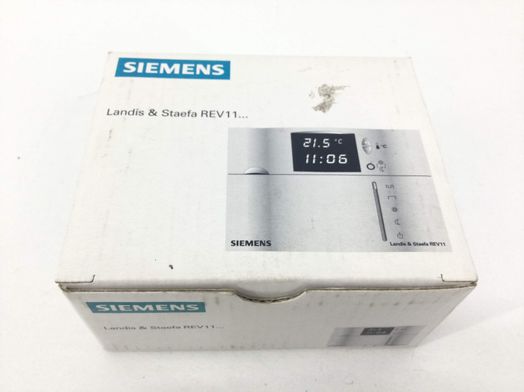 SIEMENS
Landis & Staefa REV11...
21.5 °C
11:06
SIEMENS
Landis & Staefa REV11
SIEMENS
Landis & Staefa REV11...